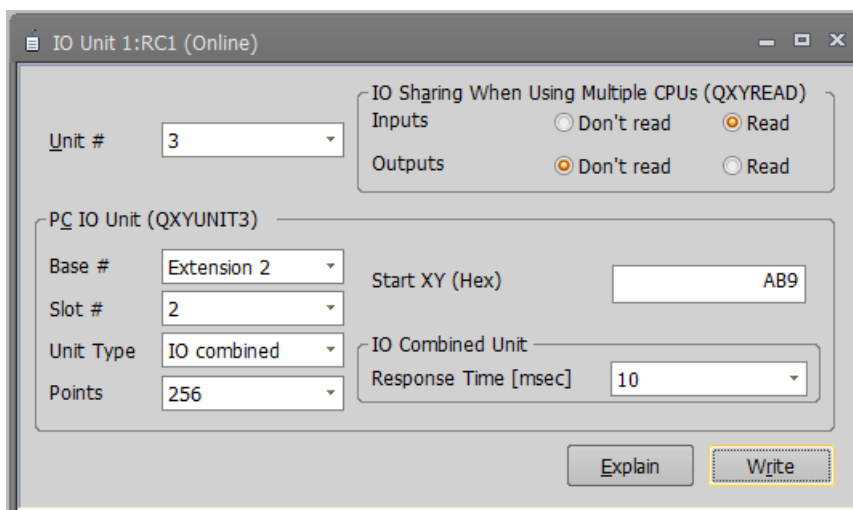 IO Unit 1:RC1 (Online)
IO Sharing When Using Multiple CPUs (QXYREAD)
Unit # 3
Inputs Don't read Read
Outputs Don't read Read
PC IO Unit (QXYUNIT3)
Base # Extension 2
Start XY (Hex) AB9
Slot # 2
Unit Type IO combined
IO Combined Unit
Response Time [msec] 10
Points 256
Explain Write